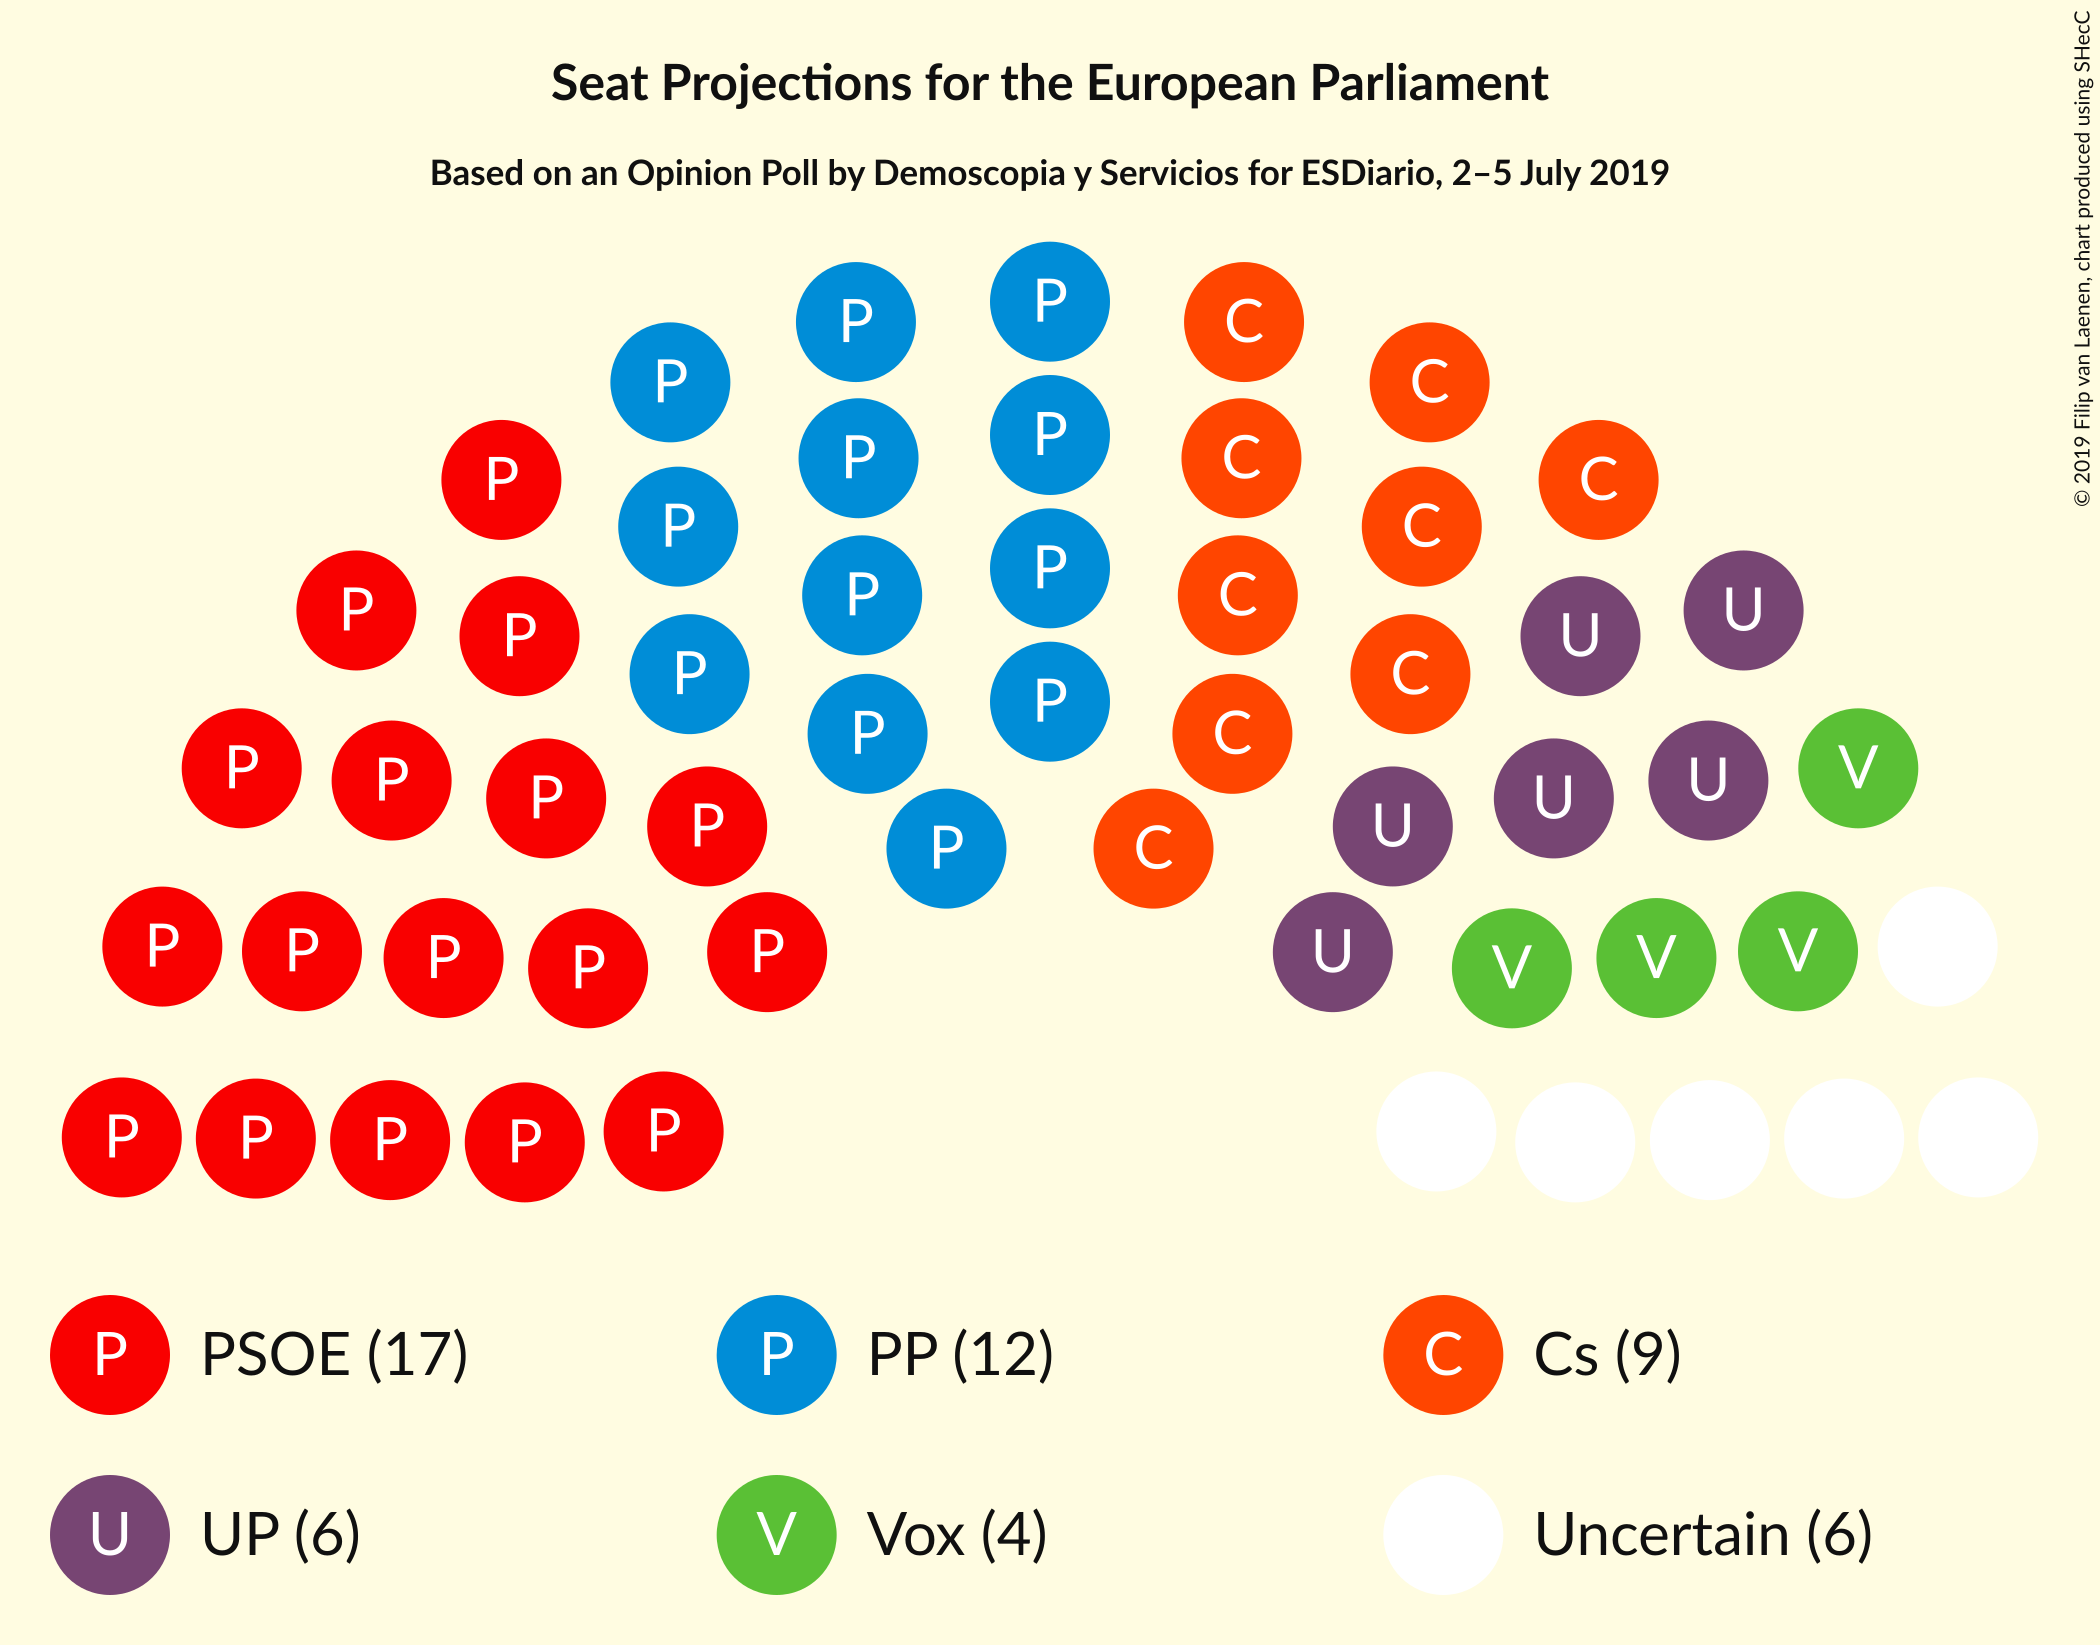 Seat Projections for the European Parliament
Based on an Opinion Poll by Demoscopia y Servicios for ESDiario, 2–5 July 2019
© 2019 Filip van Laenen, chart produced using SHecC
P P C
P P C
P C
P P C
P P C
P P U
P U
P P C
P C
P P U
P P C
P P P P U U U V
P C
P P P P P U V V V
P P P P P
P PSOE (17) P PP (12) C Cs (9)
U UP (6) V Vox (4) Uncertain (6)